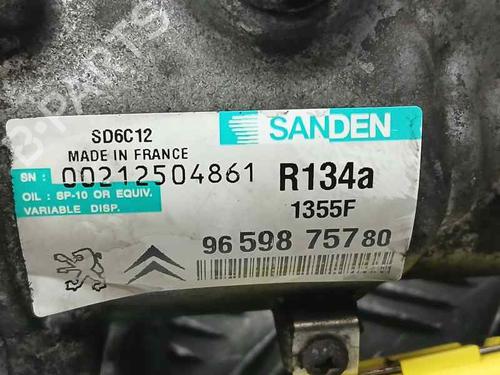 B-PARTS
SD6C12
MADE IN FRANCE
SANDEN
SN: 00212504861
OIL : SP-10 OR EQUIV.
VARIABLE DISP.
R134a
1355F
96 598 757 80